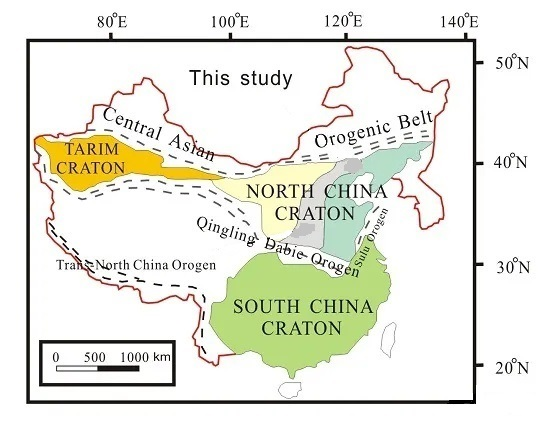 80°E 100°E 120°E 140°E
50°N
This study
Central Asian Orogenic Belt
TARIM
CRATON
40°N
NORTH CHINA
CRATON
Qingling Dabie Orogen
Sulu Orogen
Trans-North China Orogen
30°N
SOUTH CHINA
CRATON
0 500 1000 km
20°N